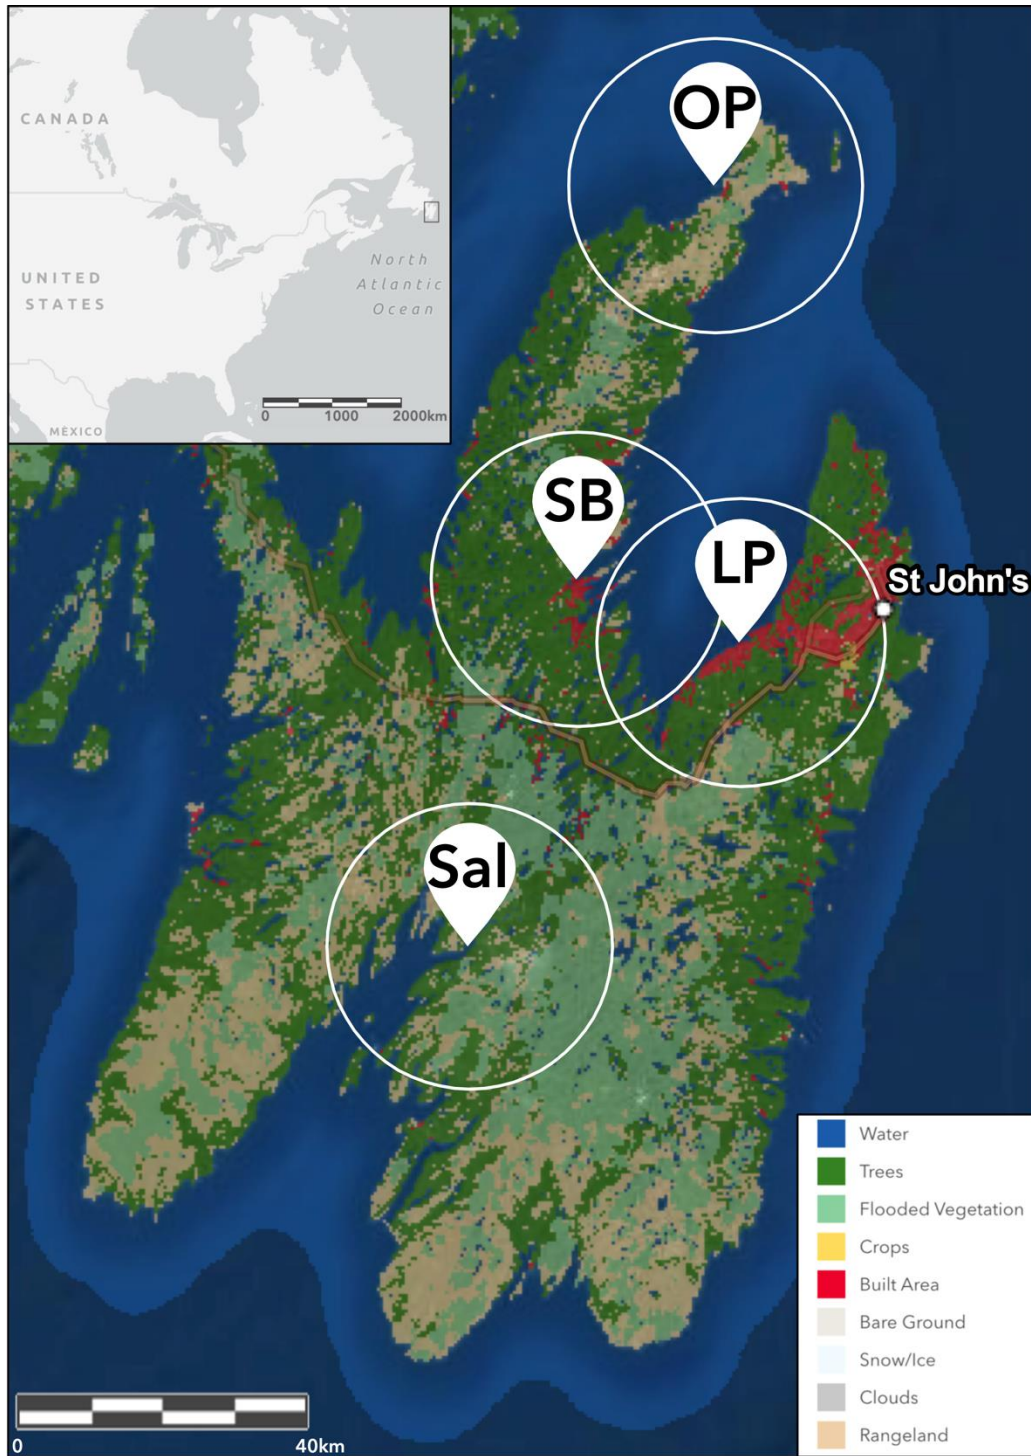 CANADA
UNITED
STATES
North
Atlantic
Ocean
MÉXICO
0 1000 2000km
OP
SB
LP
St John's
Sal
0 40km
Water
Trees
Flooded Vegetation
Crops
Built Area
Bare Ground
Snow/Ice
Clouds
Rangeland